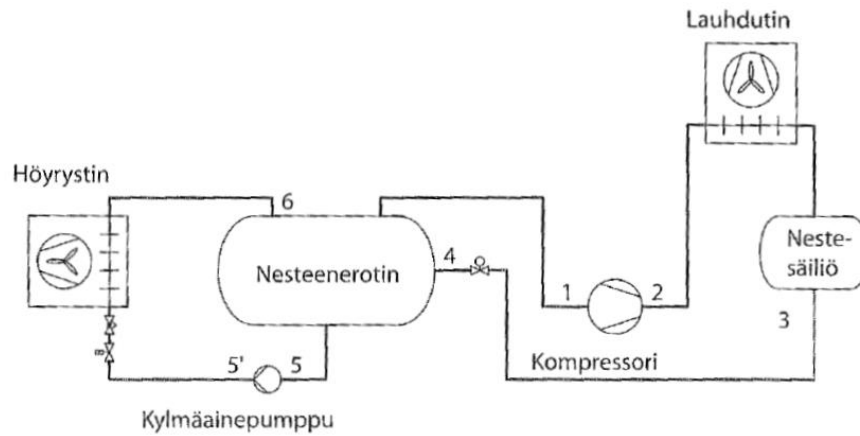 Lauhdutin
Höyrystin
6
Nesteenerotin
4
1
2
Neste-
säiliö
3
5'
5
Kompressori
Kylmäainepumppu